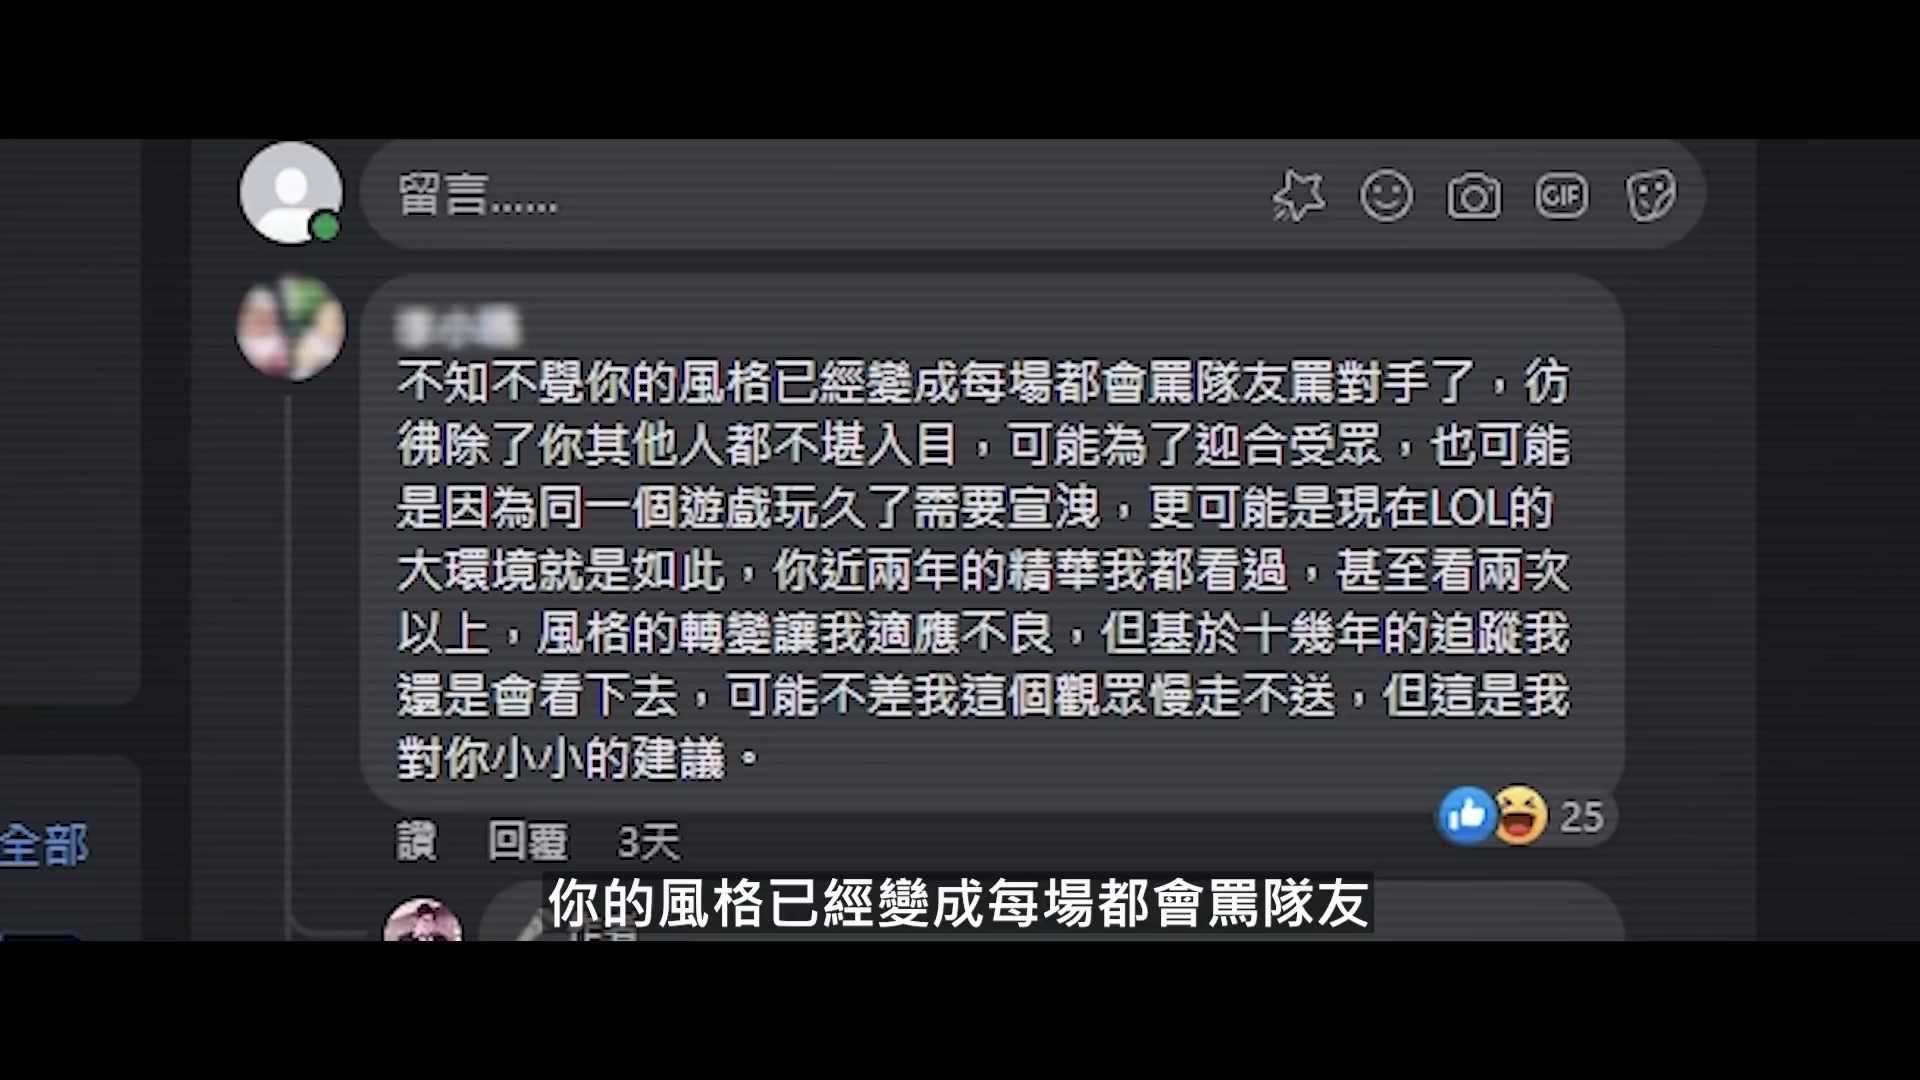 留言......
GIF
不知不覺你的風格已經變成每場都會罵隊友罵對手了，彷
彿除了你其他人都不堪入目，可能為了迎合受眾，也可能
是因為同一個遊戲玩久了需要宣洩，更可能是現在LOL的
大環境就是如此，你近兩年的精華我都看過，甚至看兩次
以上，風格的轉變讓我適應不良，但基於十幾年的追蹤我
還是會看下去，可能不差我這個觀眾慢走不送，但這是我
對你小小的建議。
25
讚 回覆 3天
全部
你的風格已經變成每場都會罵隊友